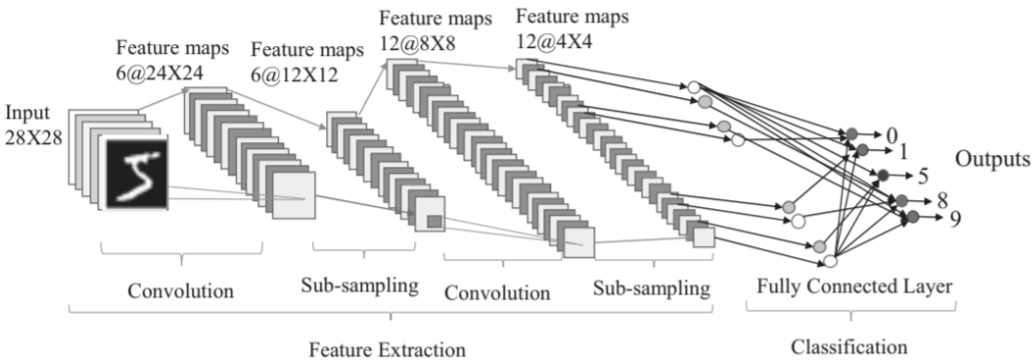 Feature maps
12@8X8
Feature maps
12@4X4
Feature maps
6@24X24
Feature maps
6@12X12
Input
28X28
0
1
5
8
9
Outputs
Convolution
Sub-sampling
Convolution
Sub-sampling
Fully Connected Layer
Feature Extraction
Classification